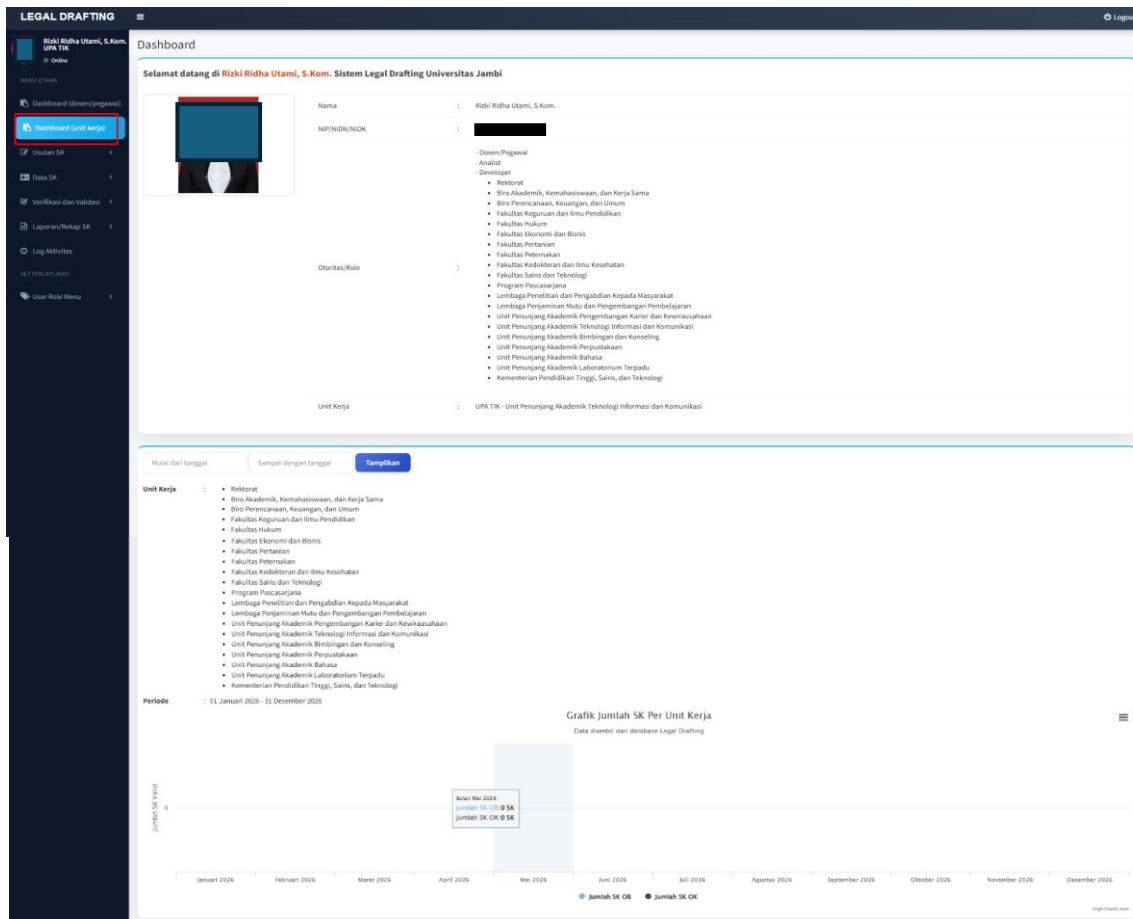 LEGAL DRAFTING
Logou
Rizki Ridha Utami, S.Kom.
UPA TIK
Online
MENU UTAMA
Dashboard (dosen/pegawai)
Dashboard (unit kerja)
Usulan SK
Data SK
Verifikasi dan Validasi
Laporan/Rekap SK
Log Aktivitas
SETTING APLIKASI
User Role Menu
Dashboard
Selamat datang di Rizki Ridha Utami, S.Kom. Sistem Legal Drafting Universitas Jambi
Nama : Rizki Ridha Utami, S.Kom.
NIP/NIDN/NIDK :
Otoritas/Role :
- Dosen/Pegawai
- Analist
- Developer
• Rektorat
• Biro Akademik, Kemahasiswaan, dan Kerja Sama
• Biro Perencanaan, Keuangan, dan Umum
• Fakultas Keguruan dan Ilmu Pendidikan
• Fakultas Hukum
• Fakultas Ekonomi dan Bisnis
• Fakultas Pertanian
• Fakultas Peternakan
• Fakultas Kedokteran dan Ilmu Kesehatan
• Fakultas Sains dan Teknologi
• Program Pascasarjana
• Lembaga Penelitian dan Pengabdian Kepada Masyarakat
• Lembaga Penjaminan Mutu dan Pengembangan Pembelajaran
• Unit Penunjang Akademik Pengembangan Karier dan Kewirausahaan
• Unit Penunjang Akademik Teknologi Informasi dan Komunikasi
• Unit Penunjang Akademik Bimbingan dan Konseling
• Unit Penunjang Akademik Perpustakaan
• Unit Penunjang Akademik Bahasa
• Unit Penunjang Akademik Laboratorium Terpadu
• Kementerian Pendidikan Tinggi, Sains, dan Teknologi
Unit Kerja : UPA TIK - Unit Penunjang Akademik Teknologi Informasi dan Komunikasi
Mulai dari tanggal
Sampai dengan tanggal
Tampilkan
Unit Kerja :
• Rektorat
• Biro Akademik, Kemahasiswaan, dan Kerja Sama
• Biro Perencanaan, Keuangan, dan Umum
• Fakultas Keguruan dan Ilmu Pendidikan
• Fakultas Hukum
• Fakultas Ekonomi dan Bisnis
• Fakultas Pertanian
• Fakultas Peternakan
• Fakultas Kedokteran dan Ilmu Kesehatan
• Fakultas Sains dan Teknologi
• Program Pascasarjana
• Lembaga Penelitian dan Pengabdian Kepada Masyarakat
• Lembaga Penjaminan Mutu dan Pengembangan Pembelajaran
• Unit Penunjang Akademik Pengembangan Karier dan Kewirausahaan
• Unit Penunjang Akademik Teknologi Informasi dan Komunikasi
• Unit Penunjang Akademik Bimbingan dan Konseling
• Unit Penunjang Akademik Perpustakaan
• Unit Penunjang Akademik Bahasa
• Unit Penunjang Akademik Laboratorium Terpadu
• Kementerian Pendidikan Tinggi, Sains, dan Teknologi
Periode : 01 Januari 2026 - 31 Desember 2026
Grafik Jumlah SK Per Unit Kerja
Data diambil dari database Legal Drafting
Jumlah SK Valid
0
Bulan Mei 2026
Jumlah SK OB:0 SK
Jumlah SK OK:0 SK
Januari 2026 Februari 2026 Maret 2026 April 2026 Mei 2026 Juni 2026 Juli 2026 Agustus 2026 September 2026 Oktober 2026 November 2026 Desember 2026
Jumlah SK OB Jumlah SK OK
Highcharts.com